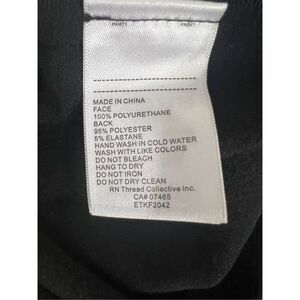 MADE IN CHINA
FACE
100% POLYURETHANE
BACK
95% POLYESTER
5% ELASTANE
HAND WASH IN COLD WATER
WASH WITH LIKE COLORS
DO NOT BLEACH
HANG TO DRY
DO NOT IRON
DO NOT DRY CLEAN
RN Thread Collective Inc.
CA# 07465
ETKF2042